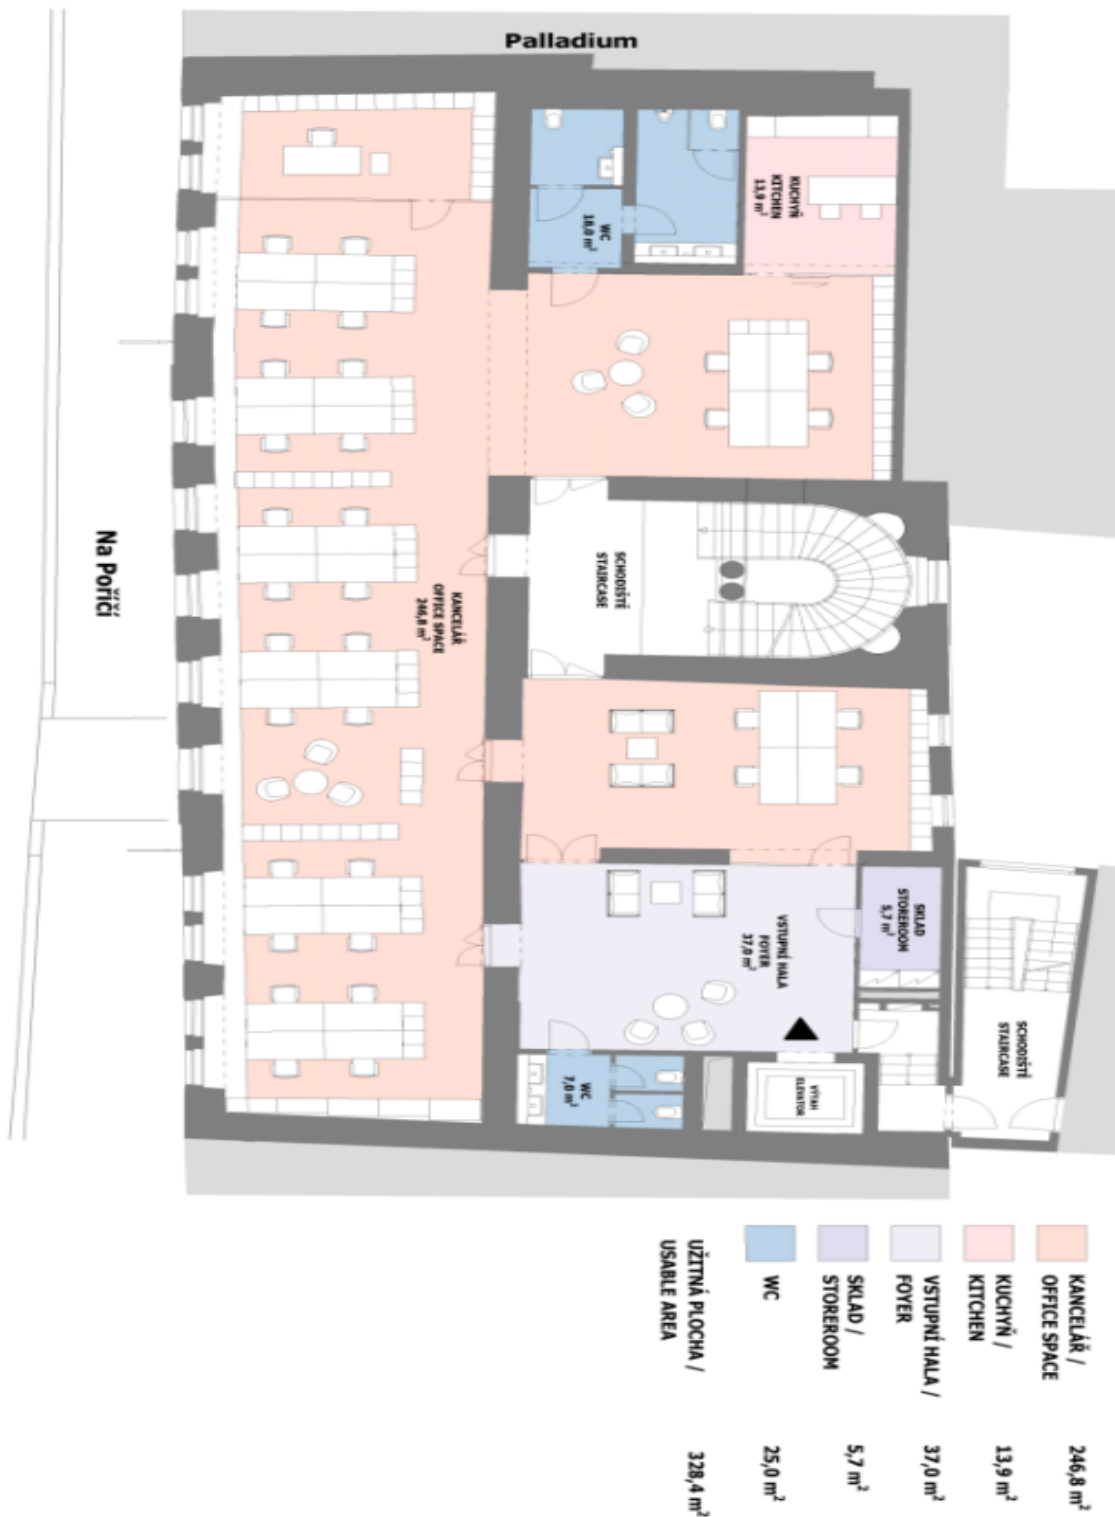 Palladium
KUCHYŇ
KITCHEN
13,9 m²
WC
18,0 m²
Na Poříčí
SCHODIŠTĚ
STAIRCASE
KANCELÁŘ
OFFICE SPACE
246,8 m²
SKLAD
STOREROOM
5,7 m²
VSTUPNÍ HALA
FOYER
37,0 m²
SCHODIŠTĚ
STAIRCASE
WC
7,0 m²
VÝTAH
ELEVATOR
KANCELÁŘ /
OFFICE SPACE
246,8 m²
KUCHYŇ /
KITCHEN
13,9 m²
VSTUPNÍ HALA /
FOYER
37,0 m²
SKLAD /
STOREROOM
5,7 m²
WC
25,0 m²
UŽITNÁ PLOCHA /
USABLE AREA
328,4 m²